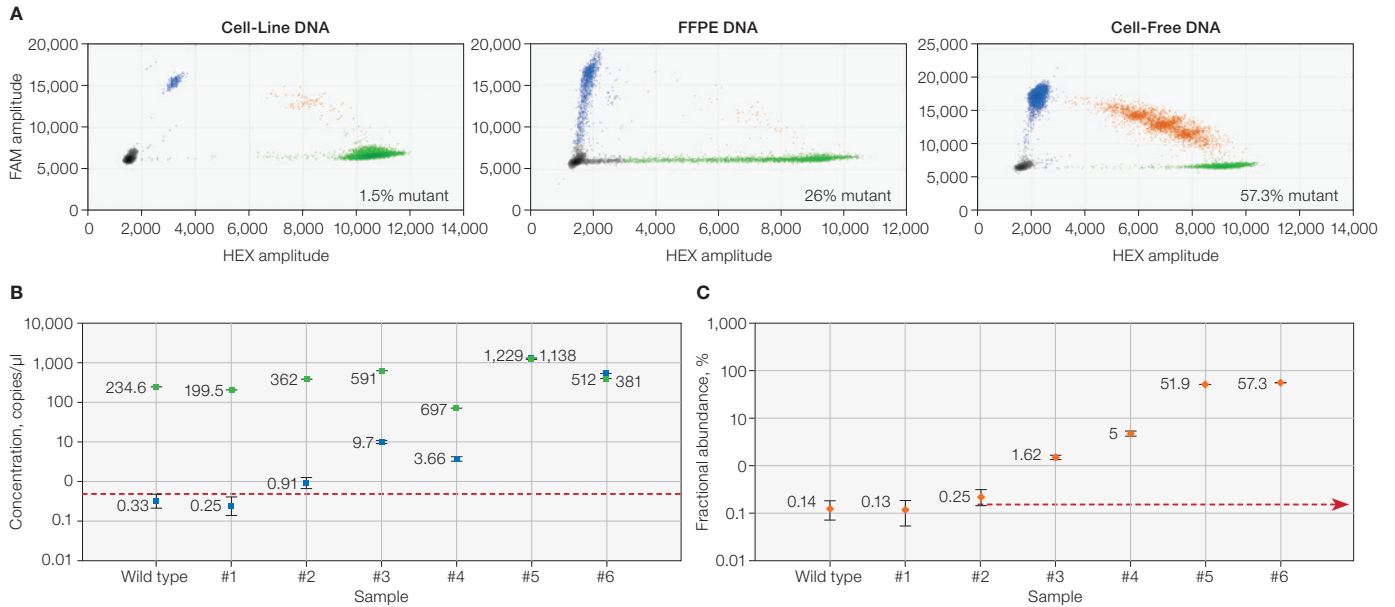 A
Cell-Line DNA
FFPE DNA
Cell-Free DNA
FAM amplitude
20,000
15,000
10,000
5,000
0
1.5% mutant
0 2,000 4,000 6,000 8,000 10,000 12,000 14,000
HEX amplitude
20,000
15,000
10,000
5,000
0
26% mutant
0 2,000 4,000 6,000 8,000 10,000 12,000
HEX amplitude
25,000
20,000
15,000
10,000
5,000
0
57.3% mutant
0 2,000 4,000 6,000 8,000 10,000 12,000 14,000
HEX amplitude
B
Concentration, copies/µl
10,000
1,000
100
10
0
0.1
0.01
234.6
199.5
362
591
697
1,229
1,138
512
381
0.33
0.25
0.91
9.7
3.66
Wild type #1 #2 #3 #4 #5 #6
Sample
C
Fractional abundance, %
1,000
100
10
0
0.1
0.01
0.14
0.13
0.25
1.62
5
51.9
57.3
Wild type #1 #2 #3 #4 #5 #6
Sample